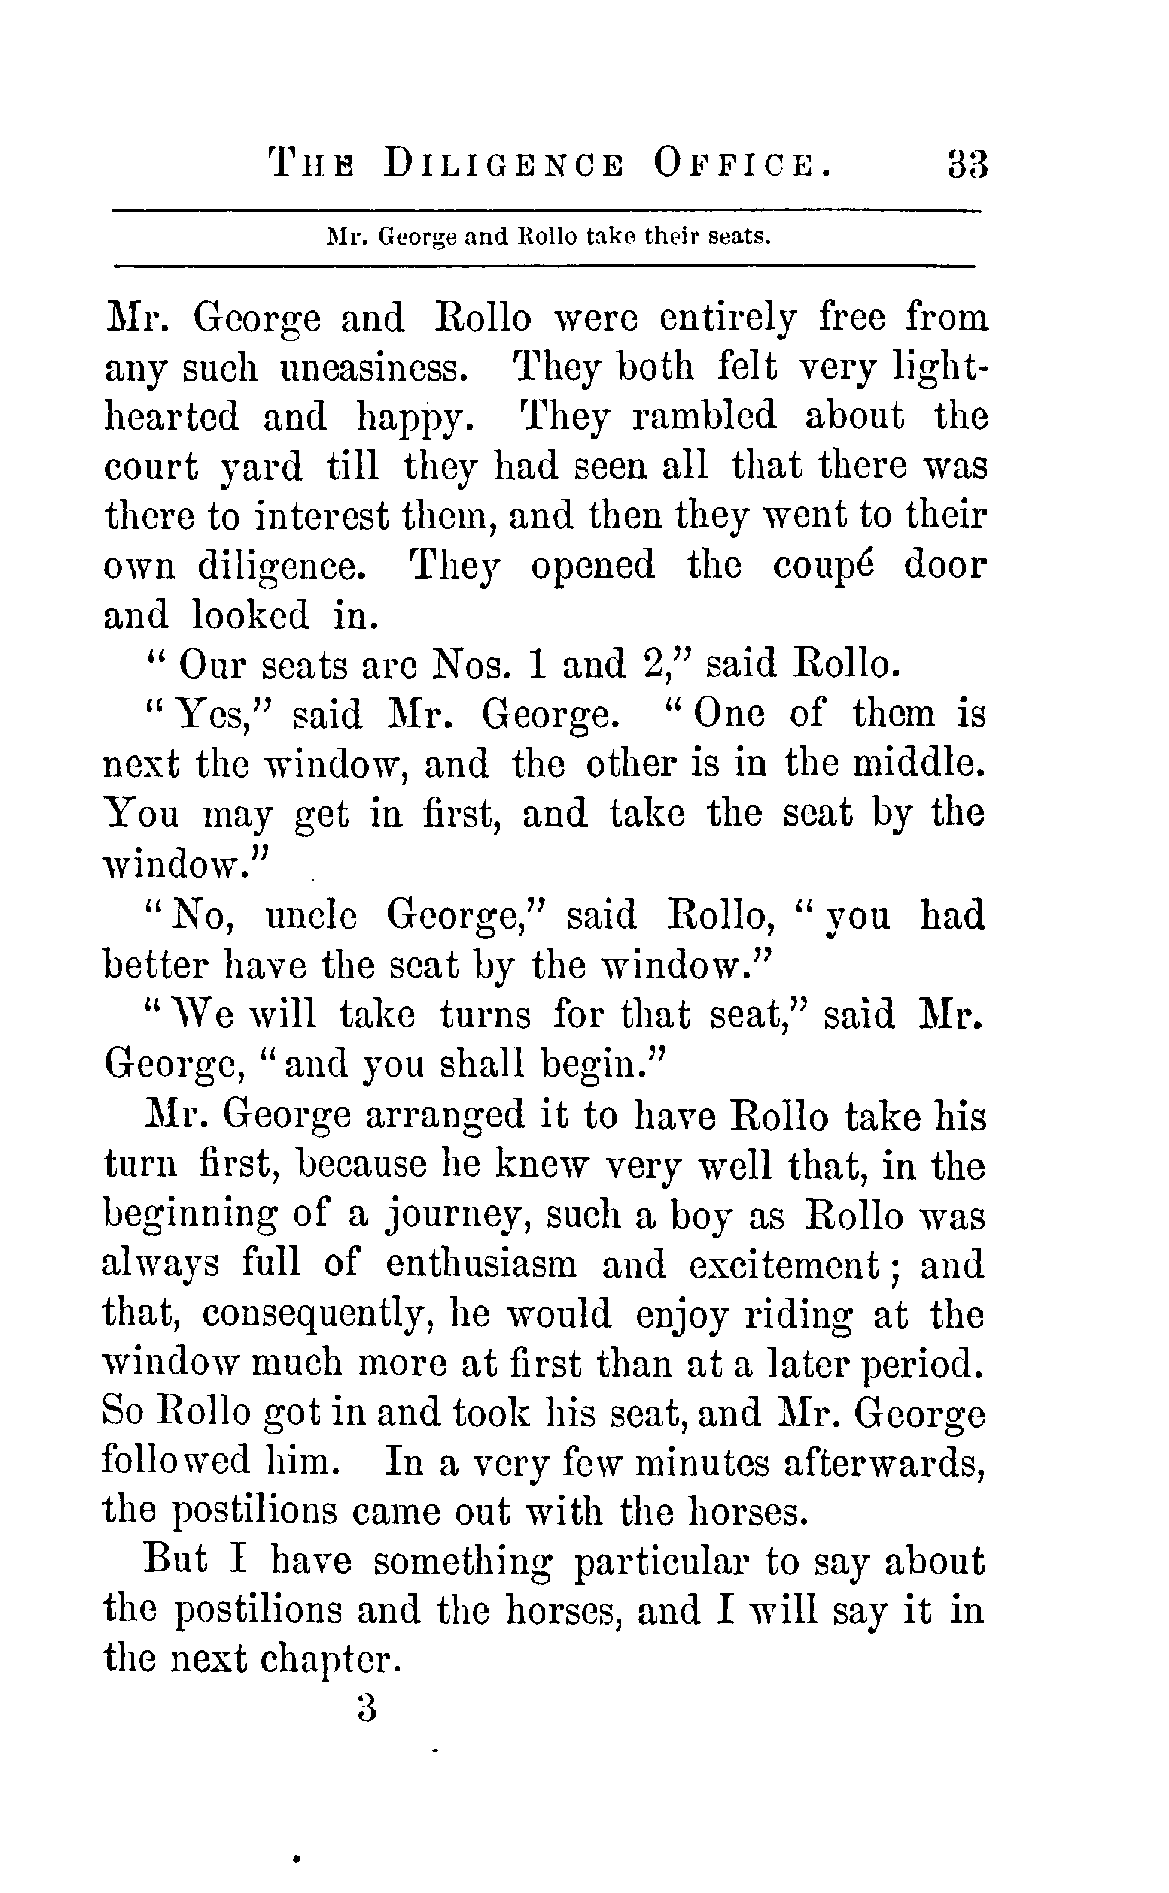 The Diligence Office. 33
Mr. George and Rollo take their seats.
Mr. George and Rollo were entirely free from
any such uneasiness. They both felt very light-
hearted and happy. They rambled about the
court yard till they had seen all that there was
there to interest them, and then they went to their
own diligence. They opened the coupé door
and looked in.
“ Our seats are Nos. 1 and 2,” said Rollo.
“ Yes,” said Mr. George. “ One of them is
next the window, and the other is in the middle.
You may get in first, and take the seat by the
window.”
“ No, uncle George,” said Rollo, “ you had
better have the seat by the window.”
“ We will take turns for that seat,” said Mr.
George, “ and you shall begin.”
Mr. George arranged it to have Rollo take his
turn first, because he knew very well that, in the
beginning of a journey, such a boy as Rollo was
always full of enthusiasm and excitement ; and
that, consequently, he would enjoy riding at the
window much more at first than at a later period.
So Rollo got in and took his seat, and Mr. George
followed him. In a very few minutes afterwards,
the postilions came out with the horses.
But I have something particular to say about
the postilions and the horses, and I will say it in
the next chapter.
3